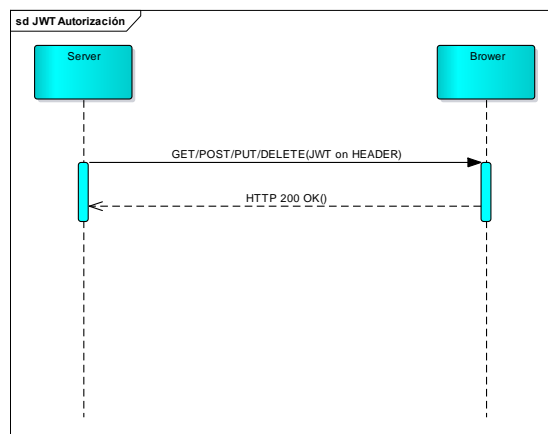 sd JWT Autorización
Server
Brower
GET/POST/PUT/DELETE(JWT on HEADER)
HTTP 200 OK()